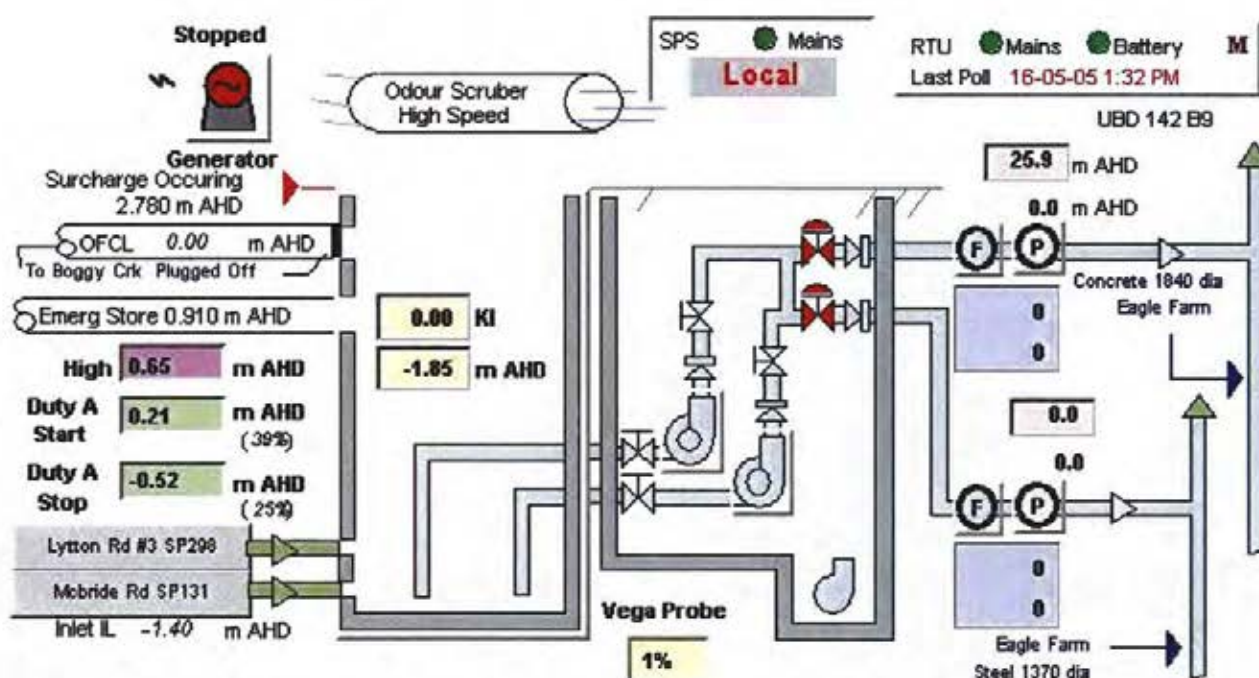 Stopped
Generator
Odour Scruber
High Speed
SPS Mains
Local
RTU Mains Battery M
Last Poll 16-05-05 1:32 PM
UBD 142 B9
Surcharge Occuring
2.780 m AHD
OFCL 0.00 m AHD
To Boggy Crk Plugged Off
Emerg Store 0.910 m AHD
High 0.65 m AHD
Duty A
Start
0.21 m AHD
(39%)
Duty A
Stop
-0.52 m AHD
(25%)
Lytton Rd #3 SP298
Mcbride Rd SP131
Inlet IL -1.40 m AHD
0.00 Kl
-1.85 m AHD
Vega Probe
1%
25.9 m AHD
0.0 m AHD
F P
Concrete 1840 dia
Eagle Farm
0
0
0.0
0.0
F P
0
0
Eagle Farm
Steel 1370 dia